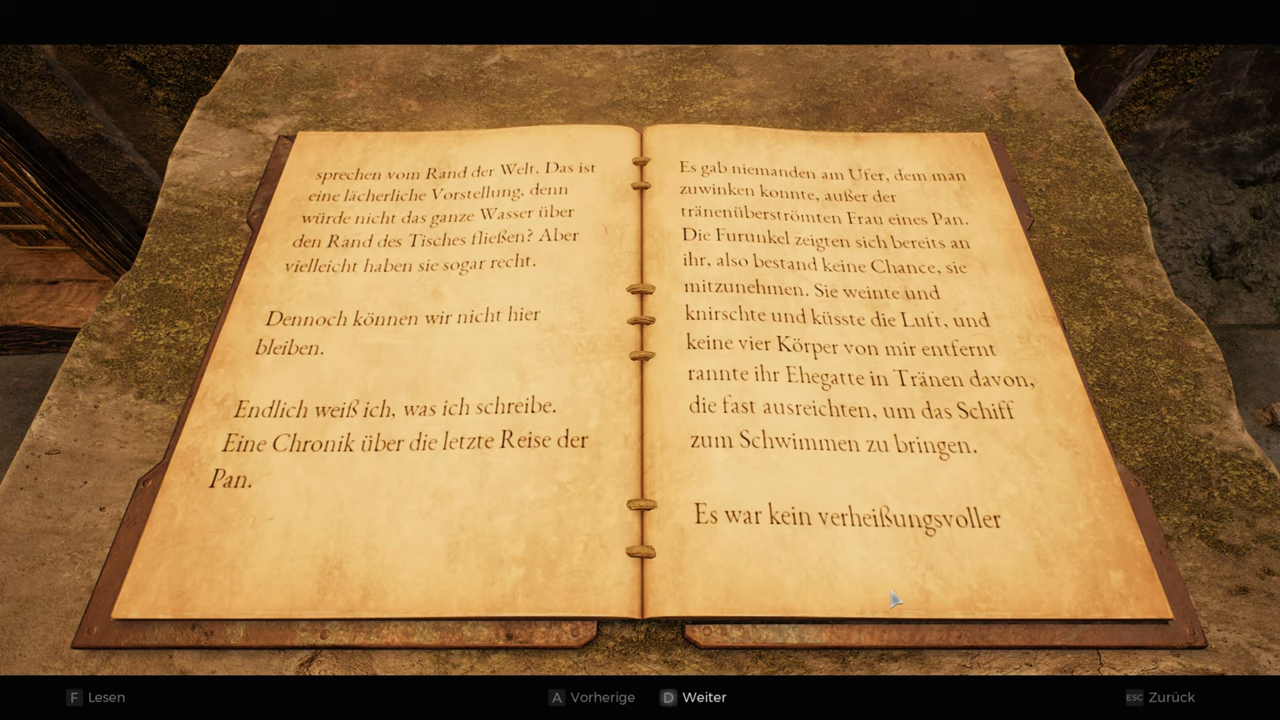 sprechen vom Rand der Welt. Das ist
eine lächerliche Vorstellung, denn
würde nicht das ganze Wasser über
den Rand des Tisches fließen? Aber
vielleicht haben sie sogar recht.
Dennoch können wir nicht hier
bleiben.
Endlich weiß ich, was ich schreibe.
Eine Chronik über die letzte Reise der
Pan.
Es gab niemanden am Ufer, dem man
zuwinken konnte, außer der
tränenüberströmten Frau eines Pan.
Die Furunkel zeigten sich bereits an
ihr, also bestand keine Chance, sie
mitzunehmen. Sie weinte und
knirschte und küsste die Luft, und
keine vier Körper von mir entfernt
rannte ihr Ehegatte in Tränen davon,
die fast ausreichten, um das Schiff
zum Schwimmen zu bringen.
Es war kein verheißungsvoller
F Lesen
A Vorherige
D Weiter
ESC Zurück